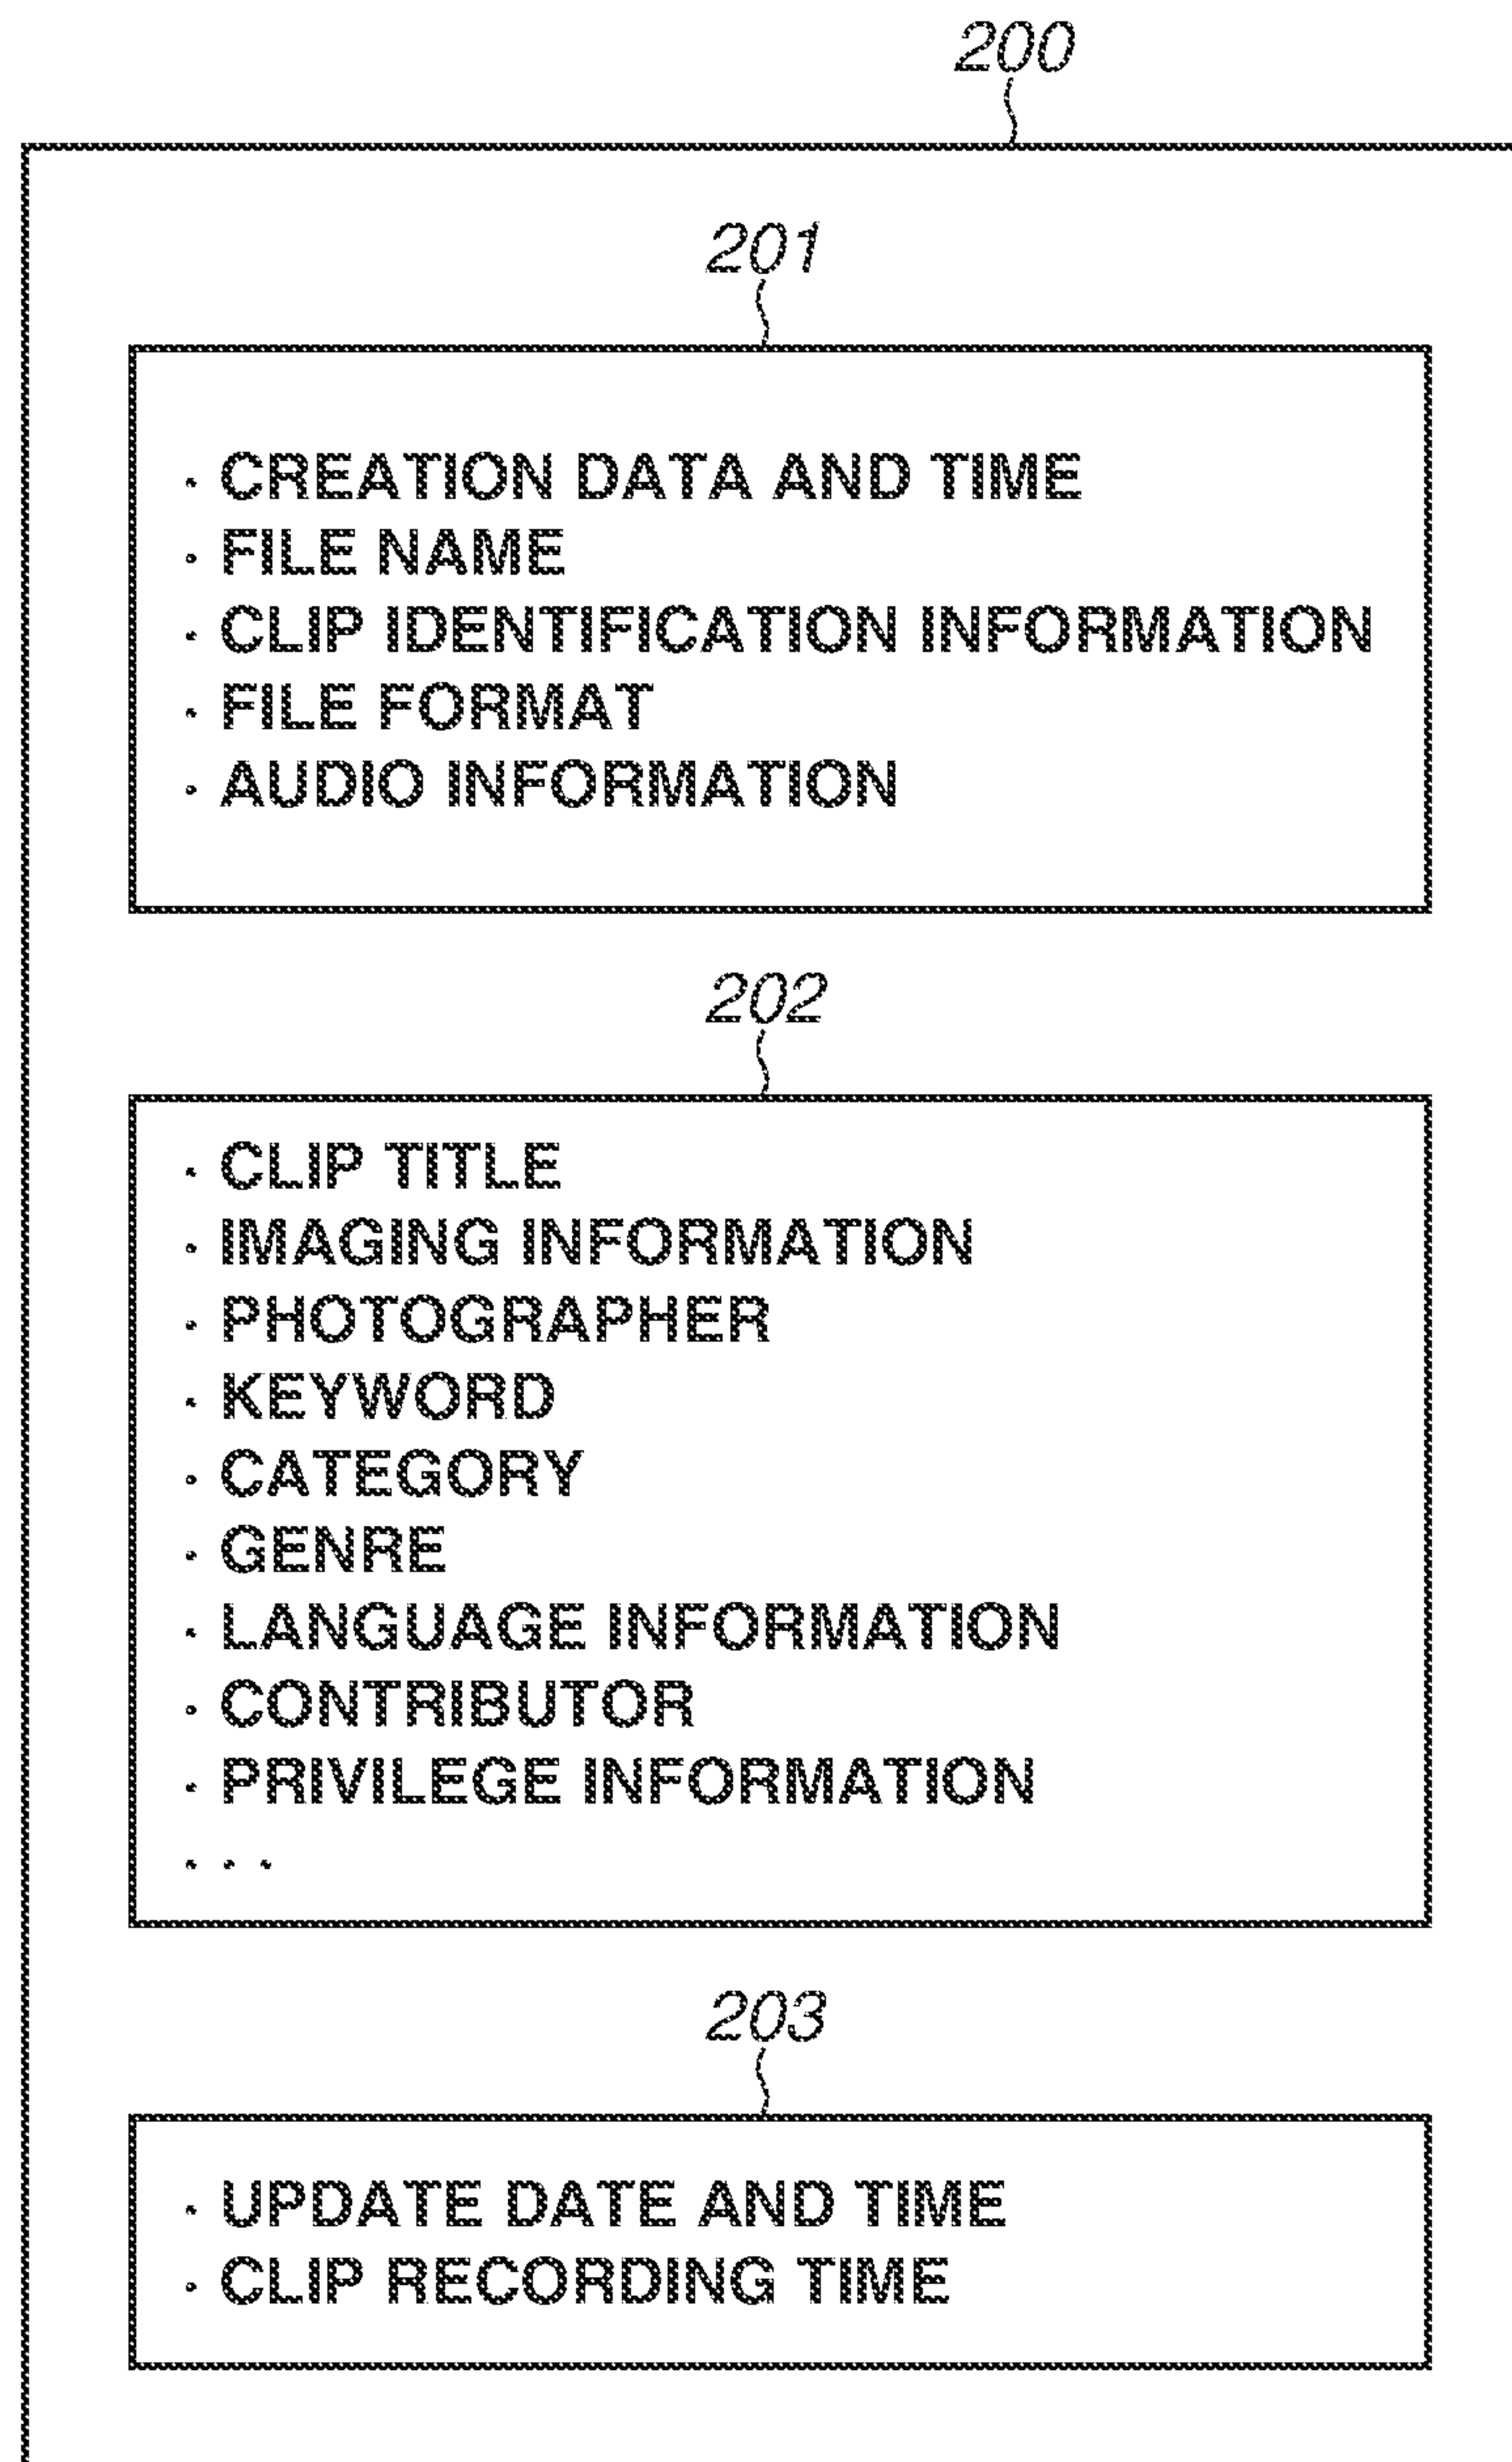 200
201
· CREATION DATA AND TIME
· FILE NAME
· CLIP IDENTIFICATION INFORMATION
· FILE FORMAT
· AUDIO INFORMATION
202
· CLIP TITLE
· IMAGING INFORMATION
· PHOTOGRAPHER
· KEYWORD
· CATEGORY
· GENRE
· LANGUAGE INFORMATION
· CONTRIBUTOR
· PRIVILEGE INFORMATION
· · ·
203
· UPDATE DATE AND TIME
· CLIP RECORDING TIME